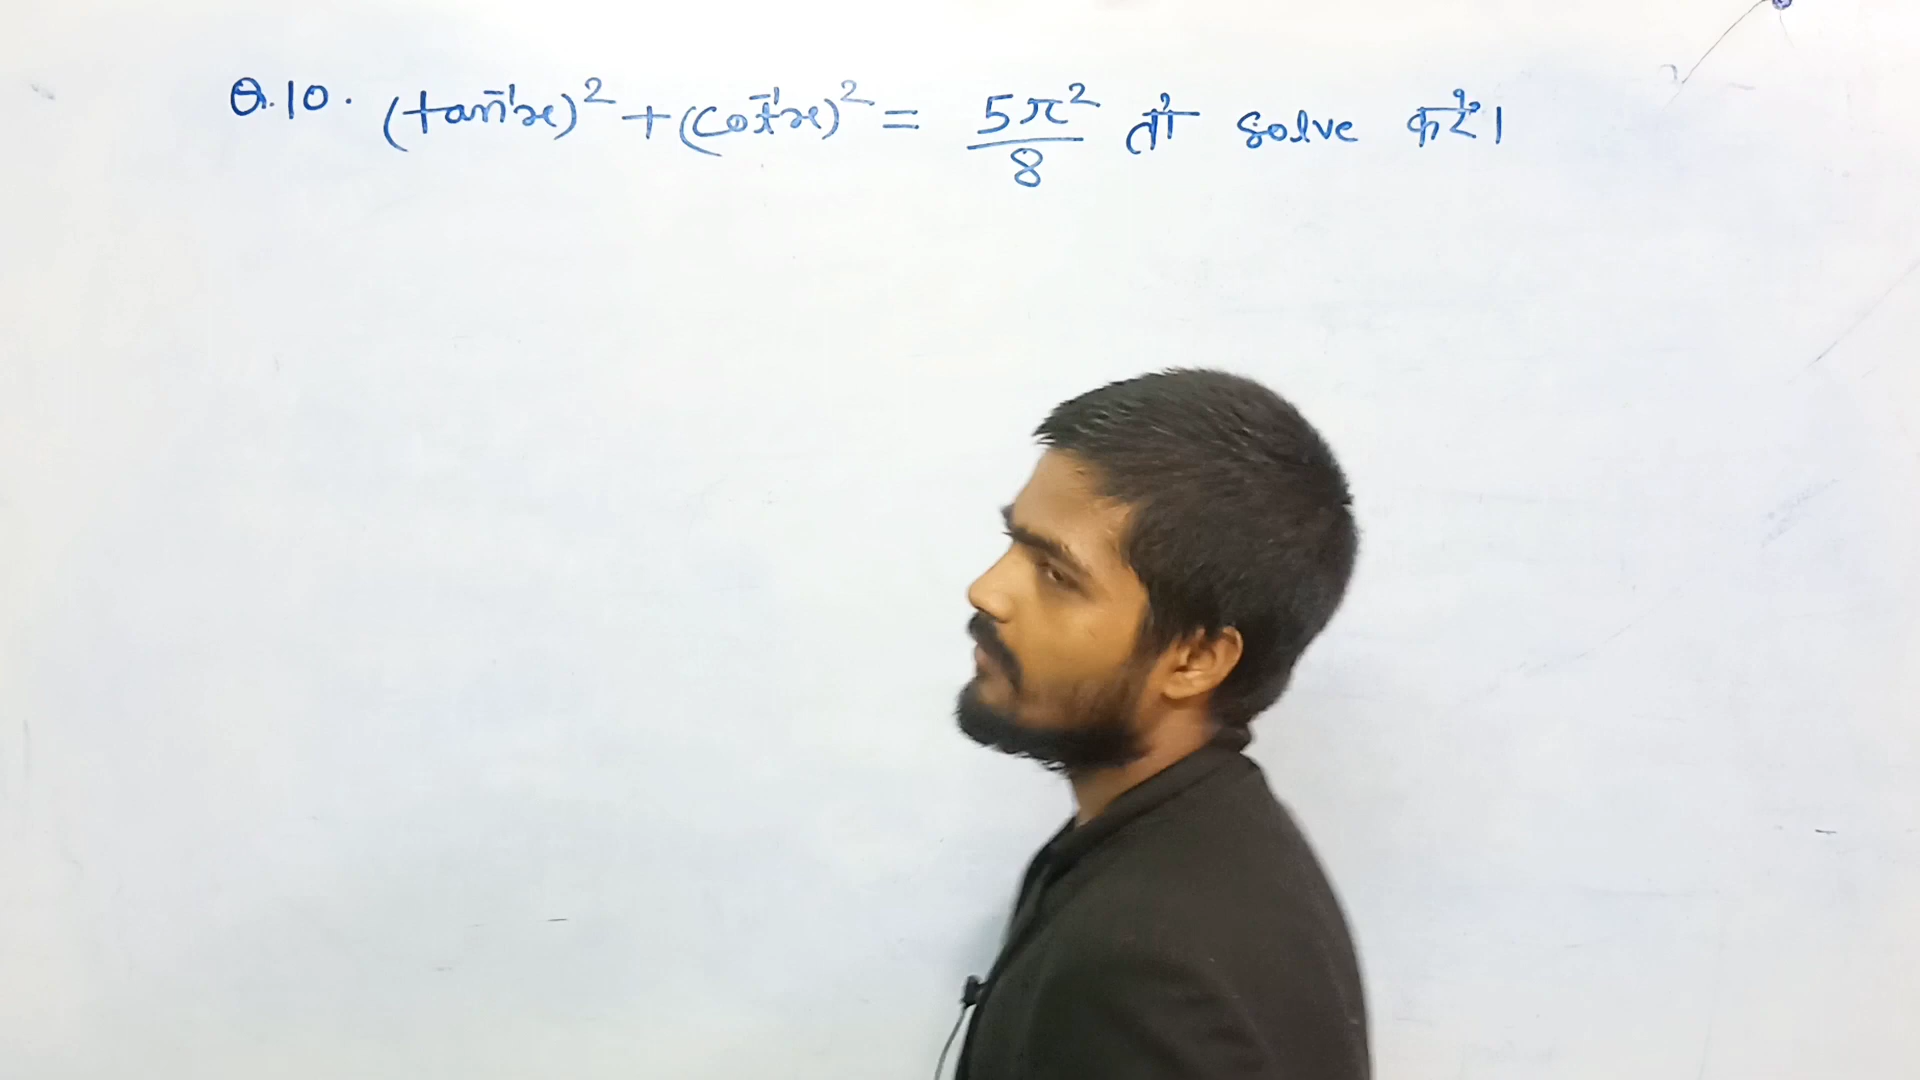 Q.10. (tan⁻¹x)² + (cot⁻¹x)² = 5π²/8 तो solve करें।